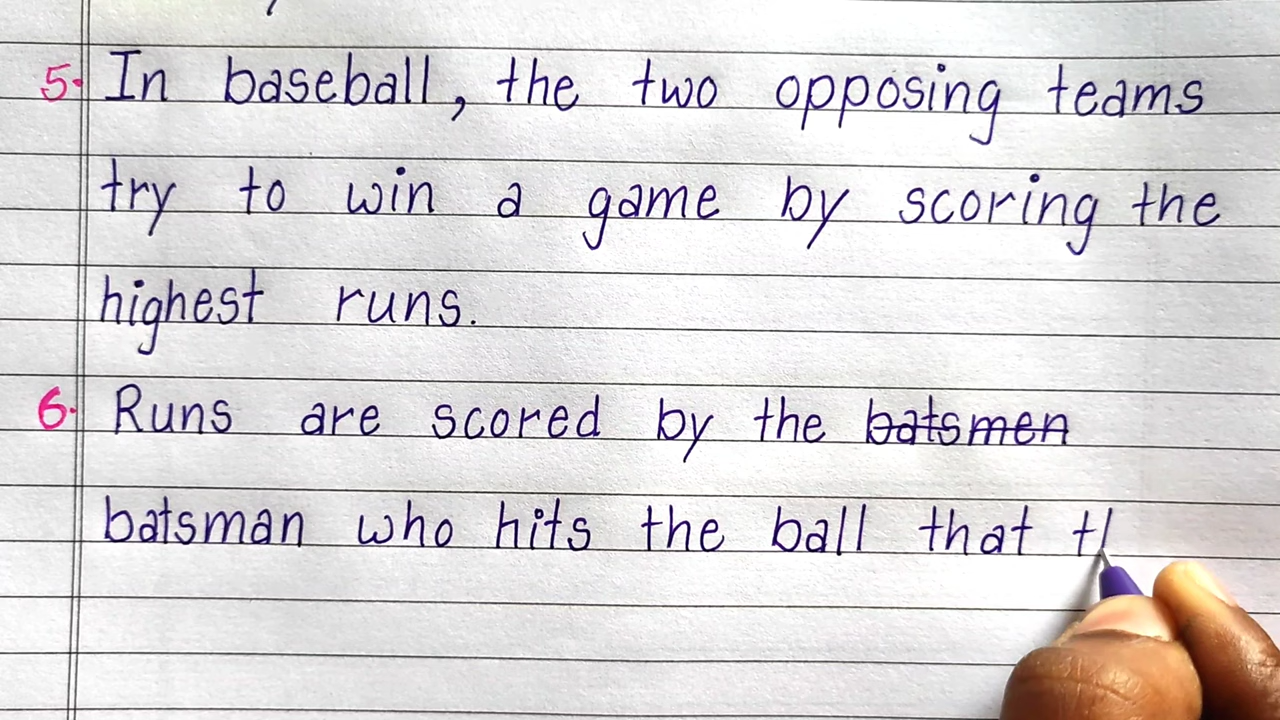 5. In baseball, the two opposing teams
try to win a game by scoring the
highest runs.
6. Runs are scored by the batsmen
batsman who hits the ball that